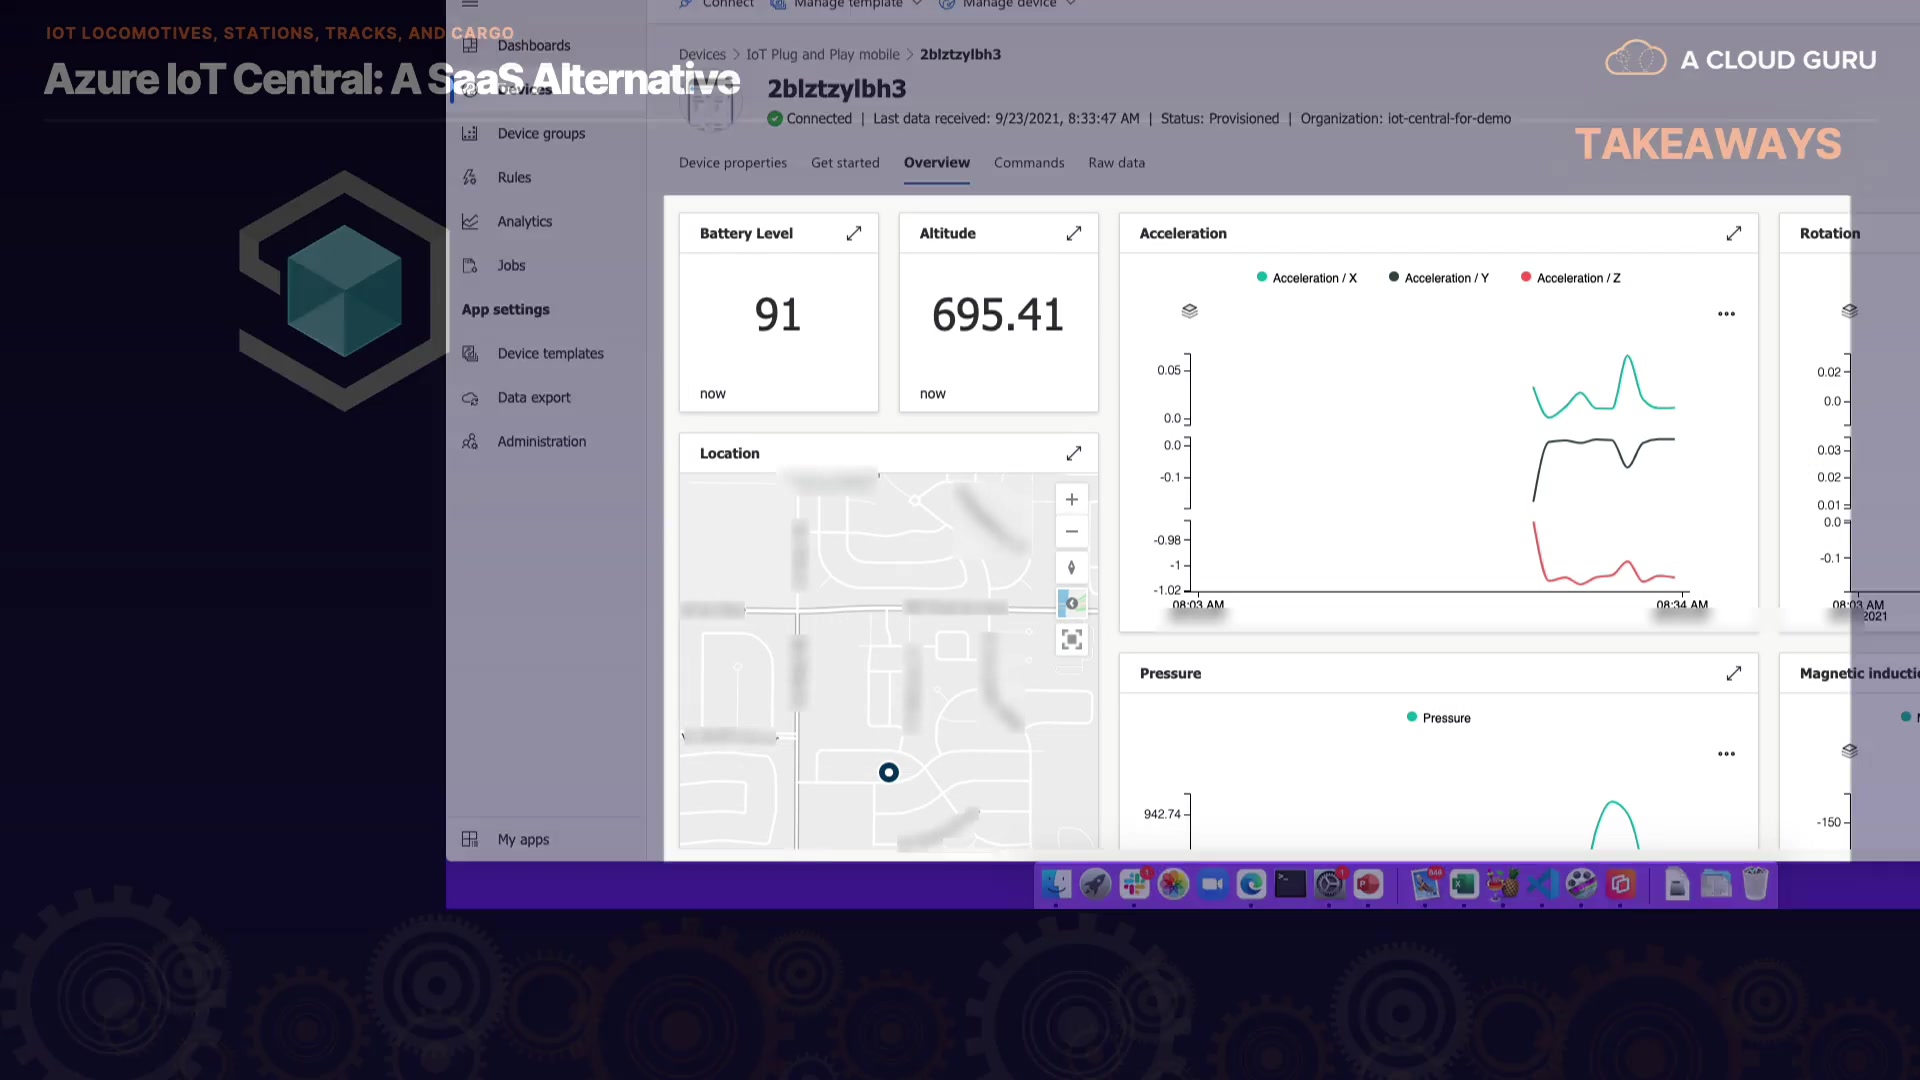 Connect
Manage template
Manage device
IOT LOCOMOTIVES, STATIONS, TRACKS, AND CARGO
Azure IoT Central: A SaaS Alternative
A CLOUD GURU
TAKEAWAYS
Dashboards
Devices
Device groups
Rules
Analytics
Jobs
App settings
Device templates
Data export
Administration
My apps
Devices > IoT Plug and Play mobile > 2blztzylbh3
2blztzylbh3
Connected | Last data received: 9/23/2021, 8:33:47 AM | Status: Provisioned | Organization: iot-central-for-demo
Device properties
Get started
Overview
Commands
Raw data
Battery Level
91
now
Altitude
695.41
now
Location
Acceleration
Acceleration / X
Acceleration / Y
Acceleration / Z
0.05
0.0
0.0
-0.1
-0.98
-1
-1.02
08:03 AM
08:34 AM
Rotation
0.02
0.0
0.03
0.02
0.01
0.0
-0.1
08:03 AM
2021
Pressure
Pressure
942.74
-150